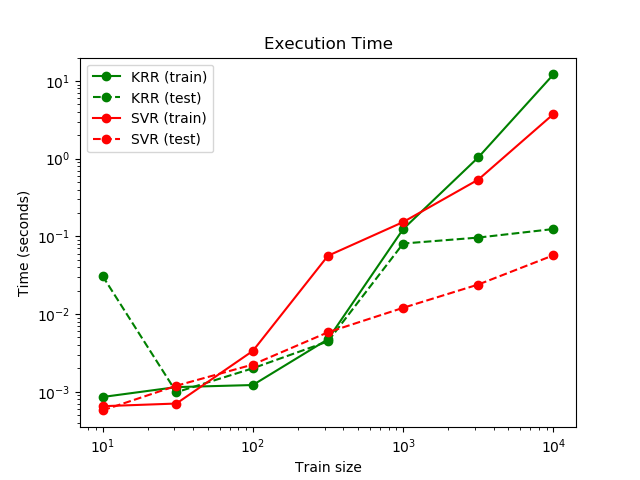 Execution Time
KRR (train)
KRR (test)
SVR (train)
SVR (test)
Time (seconds)
10¹
10⁰
10⁻¹
10⁻²
10⁻³
10¹ 10² 10³ 10⁴
Train size